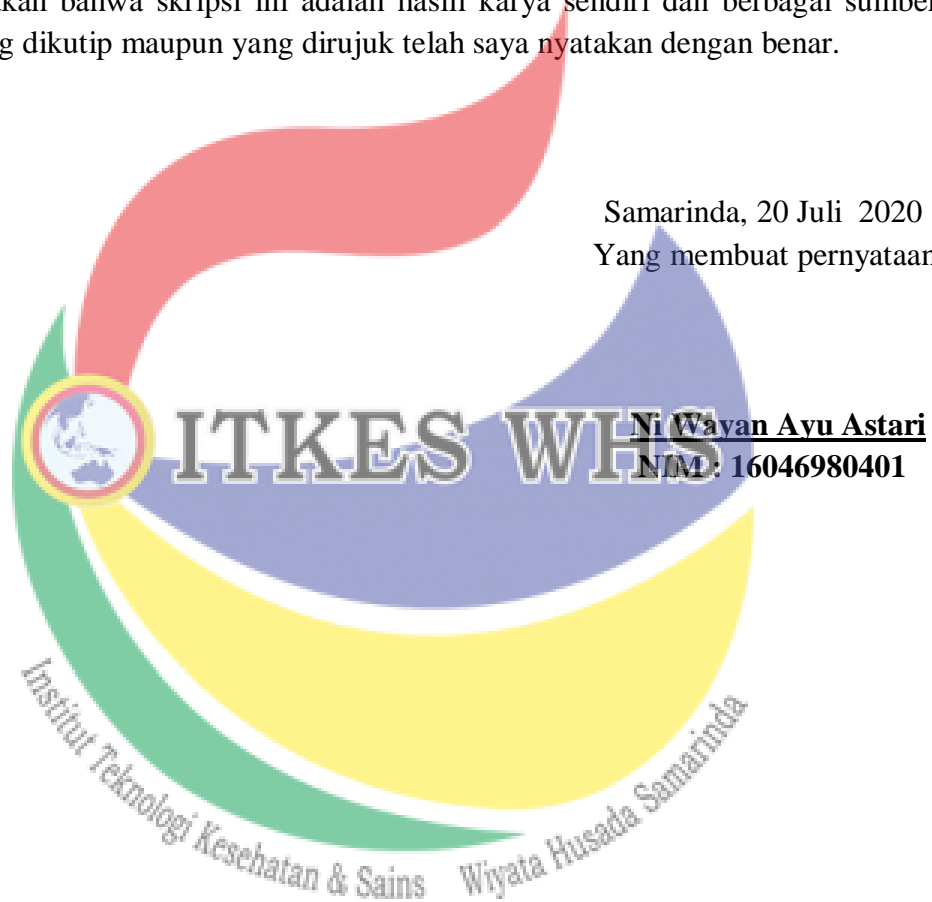 bahwa skripsi ini adalah hasil karya sendiri dan berbagai sumber
dikutip maupun yang dirujuk telah saya nyatakan dengan benar.
Samarinda, 20 Juli 2020
Yang membuat pernyataan
ITKES WHS
Ni Wayan Ayu Astari
NIM : 16046980401
Institut Teknologi Kesehatan & Sains Wiyata Husada Samarinda